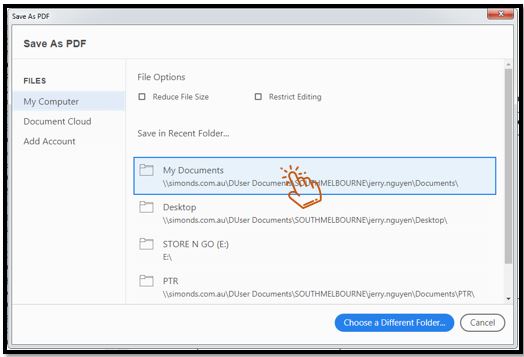 Save As PDF
Save As PDF
FILES
My Computer
Document Cloud
Add Account
File Options
Reduce File Size
Restrict Editing
Save in Recent Folder...
My Documents
\\simonds.com.au\DUser Documents\SOUTHMELBOURNE\jerry.nguyen\Documents\
Desktop
\\simonds.com.au\DUser Documents\SOUTHMELBOURNE\jerry.nguyen\Desktop\
STORE N GO (E:)
E:\
PTR
\\simonds.com.au\DUser Documents\SOUTHMELBOURNE\jerry.nguyen\Documents\PTR\
Choose a Different Folder...
Cancel